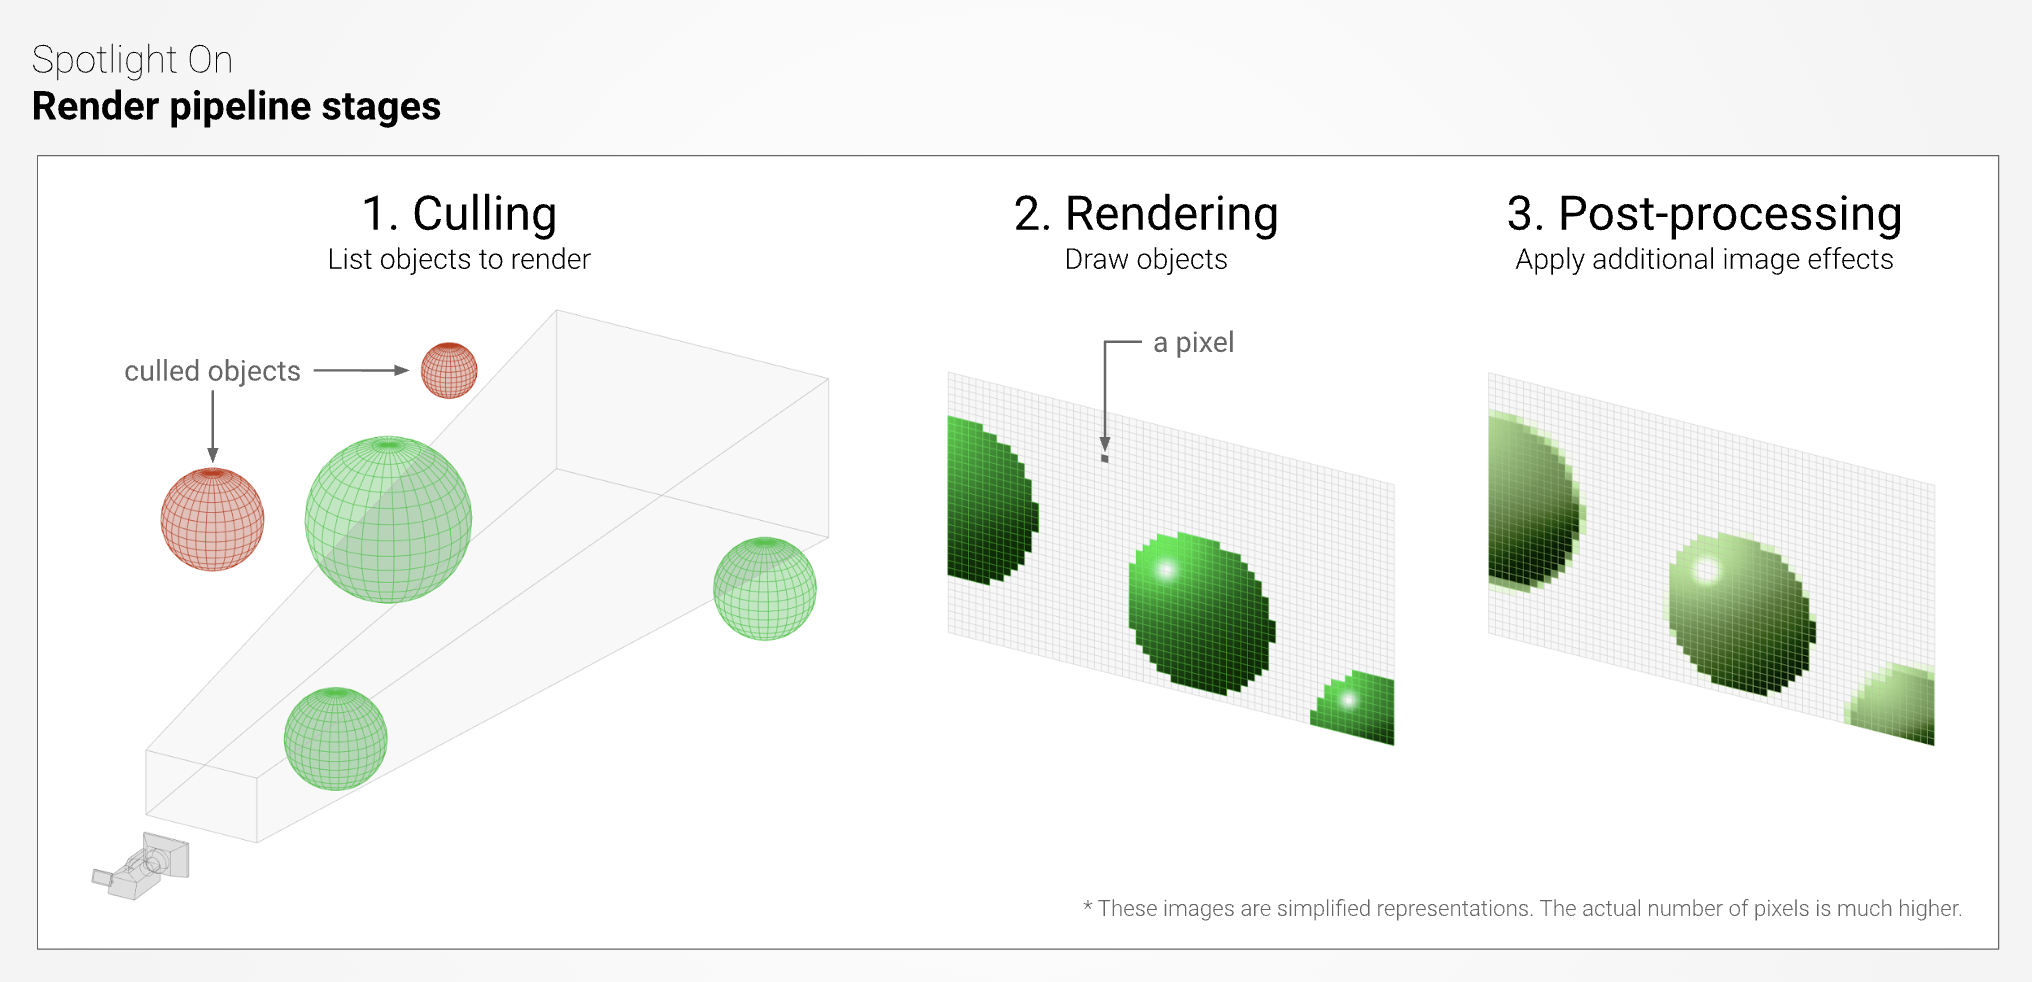 Spotlight On
Render pipeline stages
1. Culling
List objects to render
culled objects
2. Rendering
Draw objects
a pixel
3. Post-processing
Apply additional image effects
* These images are simplified representations. The actual number of pixels is much higher.